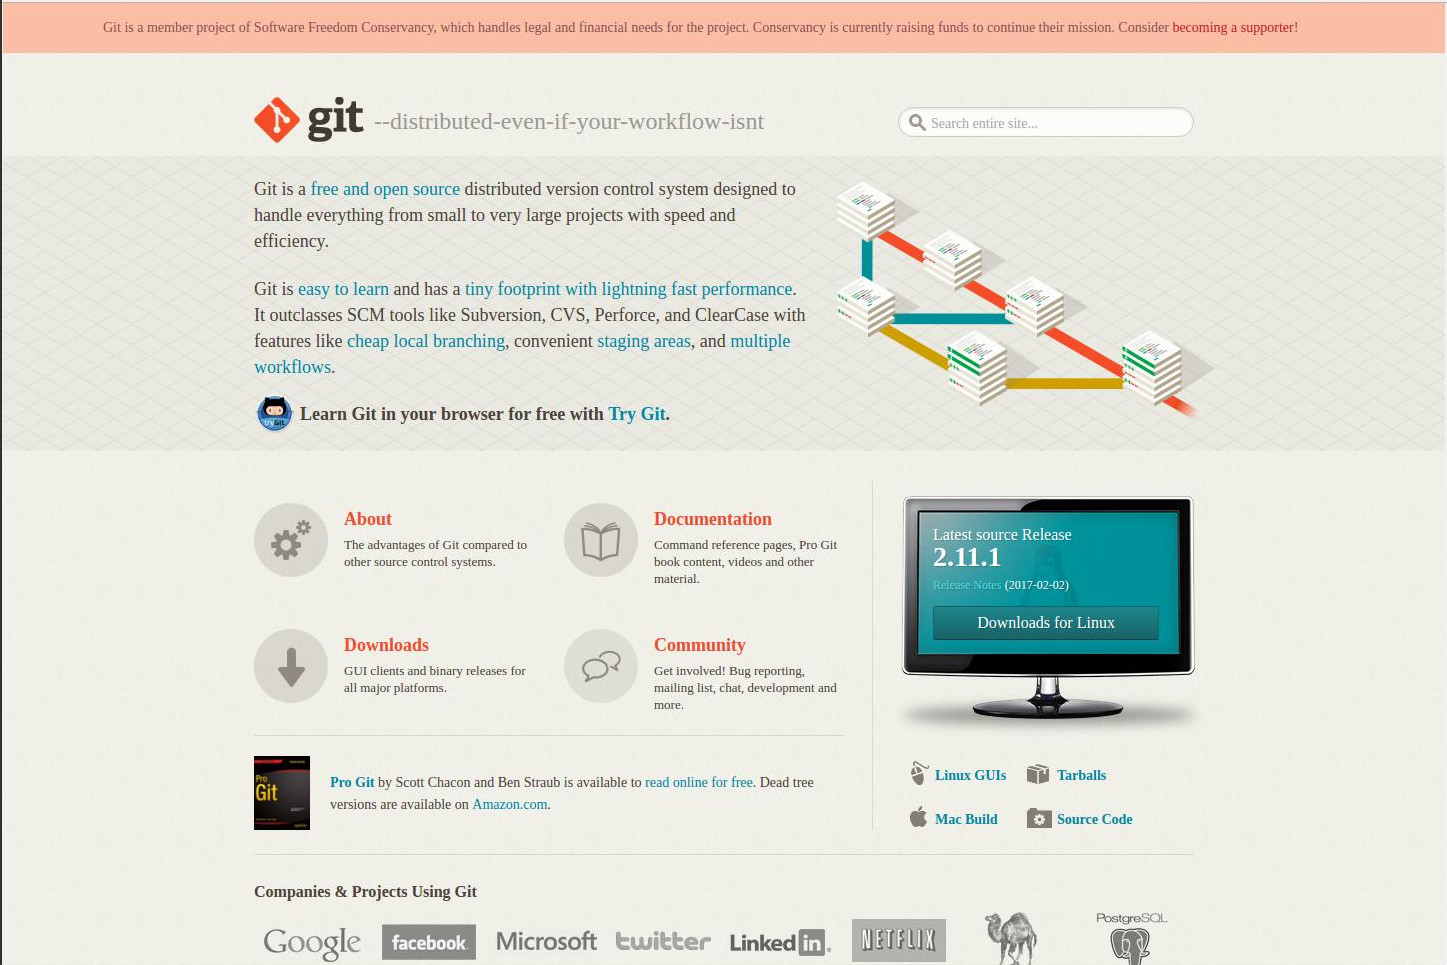 Git is a member project of Software Freedom Conservancy, which handles legal and financial needs for the project. Conservancy is currently raising funds to continue their mission. Consider becoming a supporter!
git --distributed-even-if-your-workflow-isnt
Search entire site...
Git is a free and open source distributed version control system designed to
handle everything from small to very large projects with speed and
efficiency.
Git is easy to learn and has a tiny footprint with lightning fast performance.
It outclasses SCM tools like Subversion, CVS, Perforce, and ClearCase with
features like cheap local branching, convenient staging areas, and multiple
workflows.
tryGit
Learn Git in your browser for free with Try Git.
About
The advantages of Git compared to
other source control systems.
Documentation
Command reference pages, Pro Git
book content, videos and other
material.
Downloads
GUI clients and binary releases for
all major platforms.
Community
Get involved! Bug reporting,
mailing list, chat, development and
more.
Latest source Release
2.11.1
Release Notes (2017-02-02)
Downloads for Linux
Pro
Git
Pro Git by Scott Chacon and Ben Straub is available to read online for free. Dead tree
versions are available on Amazon.com.
Linux GUIs
Tarballs
Mac Build
Source Code
Companies & Projects Using Git
Google
facebook
Microsoft
twitter
Linked in
NETFLIX
PostgreSQL